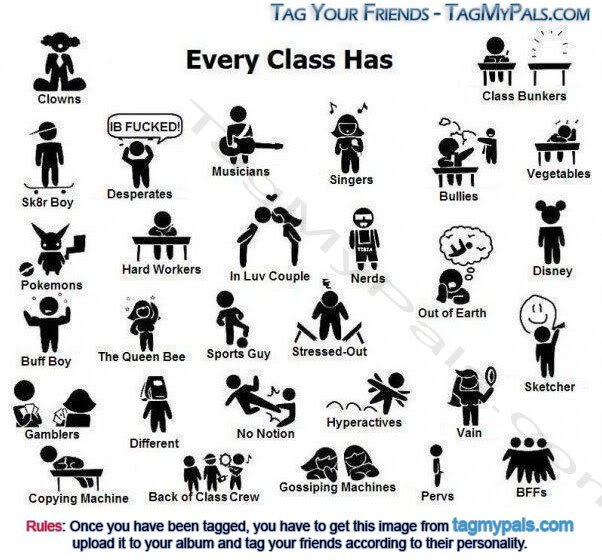 Tag Your Friends - TagMyPals.com
Every Class Has
Clowns
Class Bunkers
Sk8r Boy
IB FUCKED!
Desperates
Musicians
Singers
Bullies
Vegetables
Pokemons
Hard Workers
In Luv Couple
TIBIA
Nerds
Out of Earth
Disney
Buff Boy
The Queen Bee
Sports Guy
Stressed-Out
Sketcher
Gamblers
Different
No Notion
Hyperactives
Vain
Copying Machine
Back of Class Crew
Gossiping Machines
Pervs
BFFs
TagMyPals.com
Rules: Once you have been tagged, you have to get this image from tagmypals.com
upload it to your album and tag your friends according to their personality.